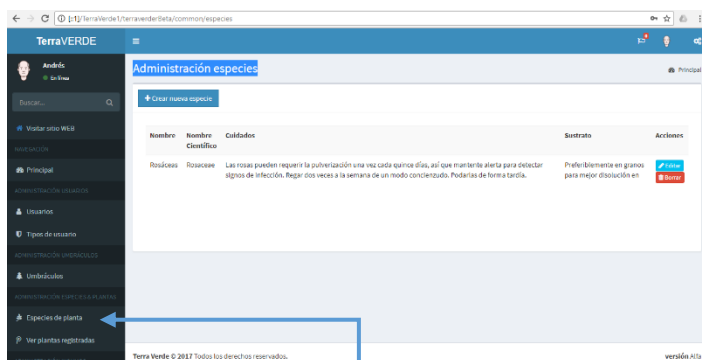 [::1]/TerraVerde1/terraverderBeta/common/especies
TerraVERDE
Andrés
En línea
Buscar...
Visitar sitio WEB
NAVEGACIÓN
Principal
ADMINISTRACIÓN USUARIOS
Usuarios
Tipos de usuario
ADMINISTRACIÓN UMBRÁCULOS
Umbráculos
ADMINISTRACIÓN ESPECIES & PLANTAS
Especies de planta
Ver plantas registradas
Administración especies
Principal
+ Crear nueva especie
Nombre Nombre Científico Cuidados Sustrato Acciones
Rosáceas Rosaceae Las rosas pueden requerir la pulverización una vez cada quince días, así que mantente alerta para detectar
signos de infección. Regar dos veces a la semana de un modo concienzudo. Podarlas de forma tardía.
Preferiblemente en granos
para mejor disolución en
Editar
Borrar
Terra Verde © 2017 Todos los derechos reservados.
versión Alfa